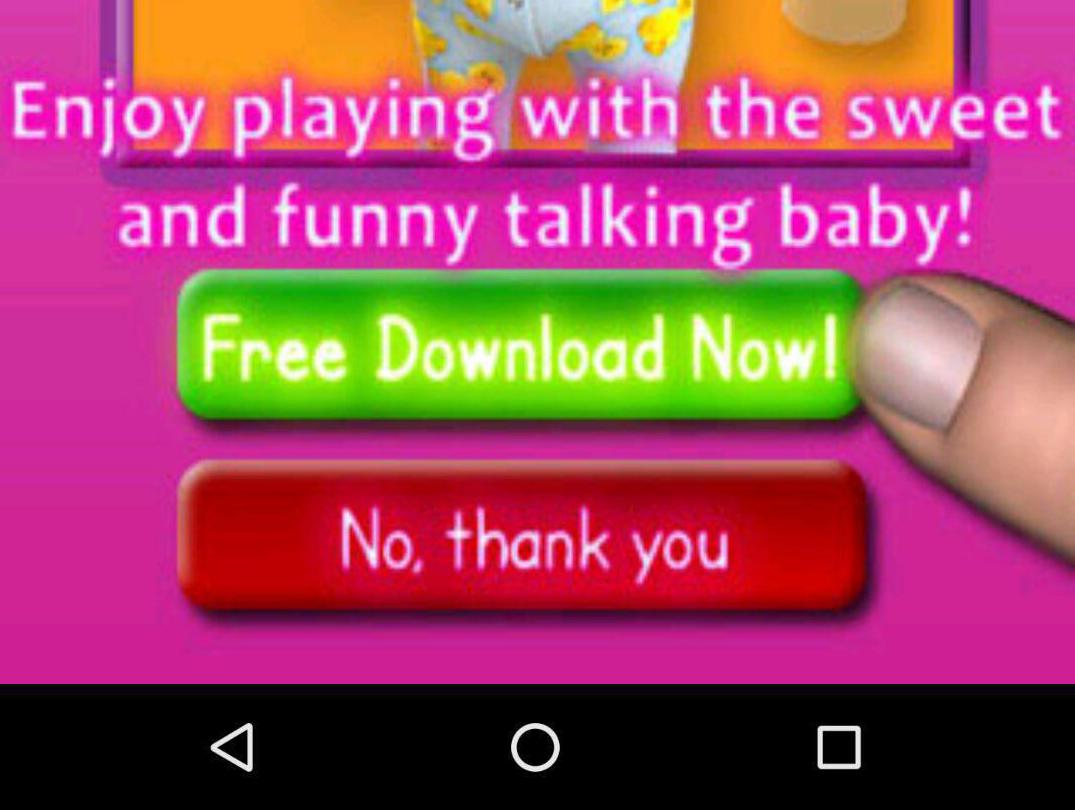 Enjoy playing with the sweet
and funny talking baby!
Free Download Now!
No, thank you